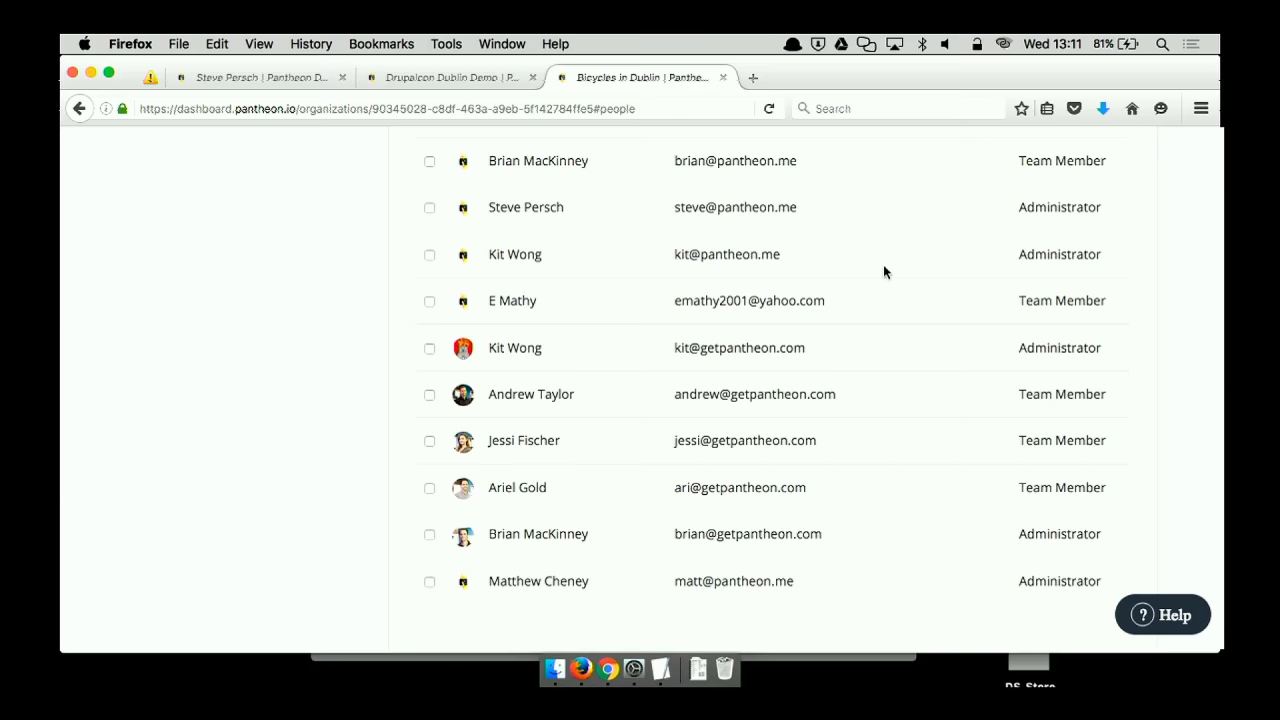 Firefox File Edit View History Bookmarks Tools Window Help Wed 13:11 81%
Steve Persch | Pantheon D... Drupalcon Dublin Demo | P... Bicycles in Dublin | Panthe...
https://dashboard.pantheon.io/organizations/90345028-c8df-463a-a9eb-5f142784ffe5#people Search
Brian MacKinney brian@pantheon.me Team Member
Steve Persch steve@pantheon.me Administrator
Kit Wong kit@pantheon.me Administrator
E Mathy emathy2001@yahoo.com Team Member
Kit Wong kit@getpantheon.com Administrator
Andrew Taylor andrew@getpantheon.com Team Member
Jessi Fischer jessi@getpantheon.com Team Member
Ariel Gold ari@getpantheon.com Team Member
Brian MacKinney brian@getpantheon.com Administrator
Matthew Cheney matt@pantheon.me Administrator
? Help
DS_Store